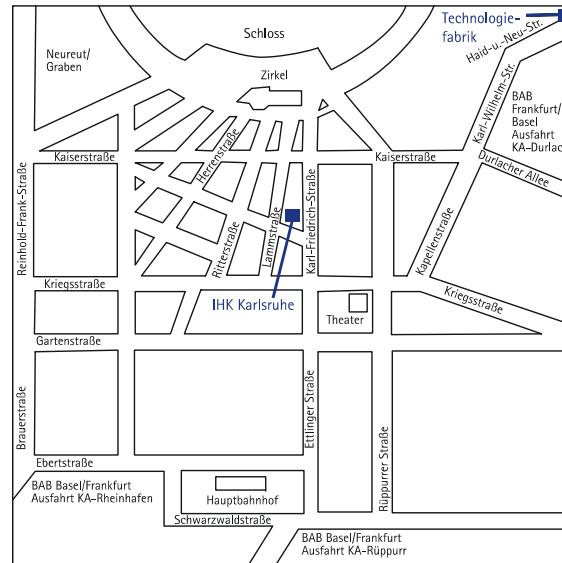 Technologie-
fabrik
Haid-u.-Neu-Str.
Schloss
Neureut/
Graben
Zirkel
Karl-Wilhelm-Str.
BAB
Frankfurt/
Basel
Ausfahrt
KA-Durlac
Herrenstraße
Kaiserstraße
Kaiserstraße
Durlacher Allee
Reinhold-Frank-Straße
Ritterstraße
Lammstraße
Karl-Friedrich-Straße
Kapellenstraße
Kriegsstraße
Kriegsstraße
IHK Karlsruhe
Theater
Gartenstraße
Brauerstraße
Ettlinger Straße
Rüppurrer Straße
Ebertstraße
BAB Basel/Frankfurt
Ausfahrt KA-Rheinhafen
Hauptbahnhof
Schwarzwaldstraße
BAB Basel/Frankfurt
Ausfahrt KA-Rüppurr